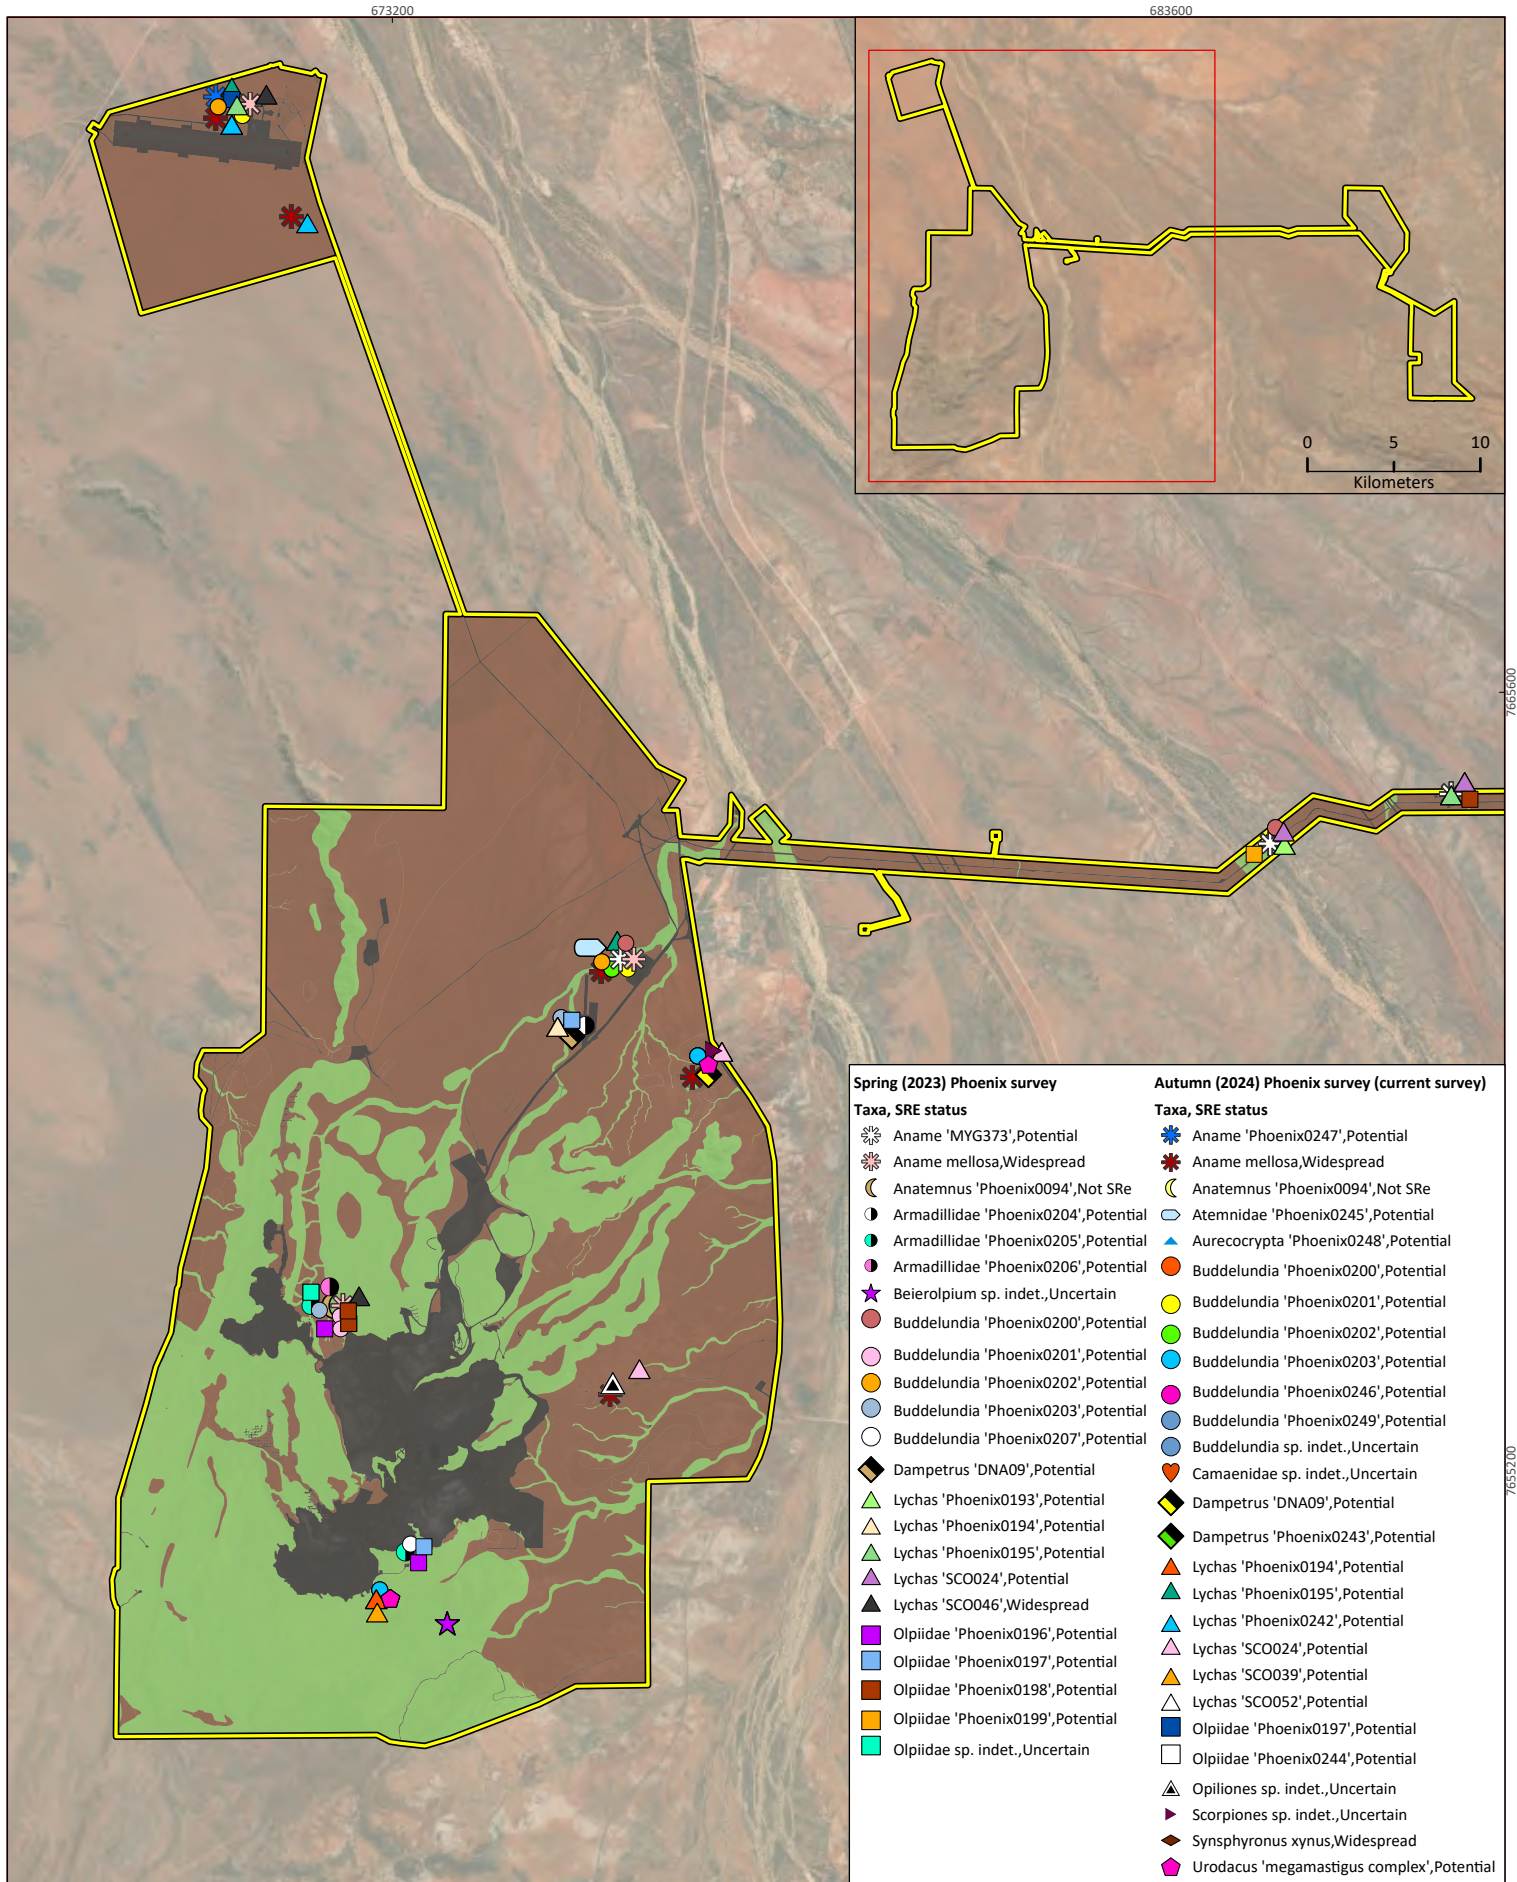 673200
683600
0 5 10
Kilometers
7665600
7655200
Spring (2023) Phoenix survey
Taxa, SRE status
Aname 'MYG373',Potential
Aname mellosa,Widespread
Anatemnus 'Phoenix0094',Not SRe
Armadillidae 'Phoenix0204',Potential
Armadillidae 'Phoenix0205',Potential
Armadillidae 'Phoenix0206',Potential
Beierolpium sp. indet.,Uncertain
Buddelundia 'Phoenix0200',Potential
Buddelundia 'Phoenix0201',Potential
Buddelundia 'Phoenix0202',Potential
Buddelundia 'Phoenix0203',Potential
Buddelundia 'Phoenix0207',Potential
Dampetrus 'DNA09',Potential
Lychas 'Phoenix0193',Potential
Lychas 'Phoenix0194',Potential
Lychas 'Phoenix0195',Potential
Lychas 'SCO024',Potential
Lychas 'SCO046',Widespread
Olpiidae 'Phoenix0196',Potential
Olpiidae 'Phoenix0197',Potential
Olpiidae 'Phoenix0198',Potential
Olpiidae 'Phoenix0199',Potential
Olpiidae sp. indet.,Uncertain
Autumn (2024) Phoenix survey (current survey)
Taxa, SRE status
Aname 'Phoenix0247',Potential
Aname mellosa,Widespread
Anatemnus 'Phoenix0094',Not SRe
Atemnidae 'Phoenix0245',Potential
Aurecocrypta 'Phoenix0248',Potential
Buddelundia 'Phoenix0200',Potential
Buddelundia 'Phoenix0201',Potential
Buddelundia 'Phoenix0202',Potential
Buddelundia 'Phoenix0203',Potential
Buddelundia 'Phoenix0246',Potential
Buddelundia 'Phoenix0249',Potential
Buddelundia sp. indet.,Uncertain
Camaenidae sp. indet.,Uncertain
Dampetrus 'DNA09',Potential
Dampetrus 'Phoenix0243',Potential
Lychas 'Phoenix0194',Potential
Lychas 'Phoenix0195',Potential
Lychas 'Phoenix0242',Potential
Lychas 'SCO024',Potential
Lychas 'SCO039',Potential
Lychas 'SCO052',Potential
Olpiidae 'Phoenix0197',Potential
Olpiidae 'Phoenix0244',Potential
Opiliones sp. indet.,Uncertain
Scorpiones sp. indet.,Uncertain
Synsphyronus xynus,Widespread
Urodacus 'megamastigus complex',Potential